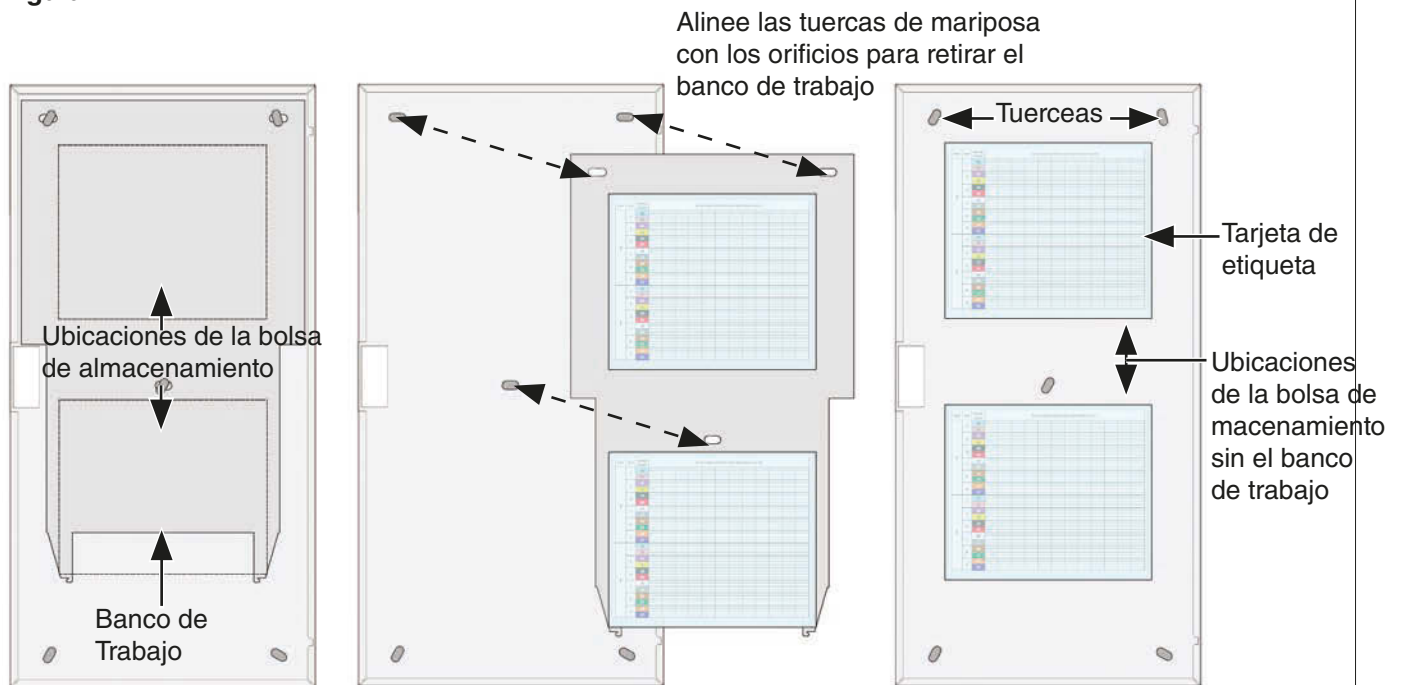 Alinee las tuercas de mariposa
con los orificios para retirar el
banco de trabajo
Ubicaciones de la bolsa
de almacenamiento
Banco de
Trabajo
Tuerceas
Tarjeta de
etiqueta
Ubicaciones
de la bolsa de
macenamiento
sin el banco
de trabajo